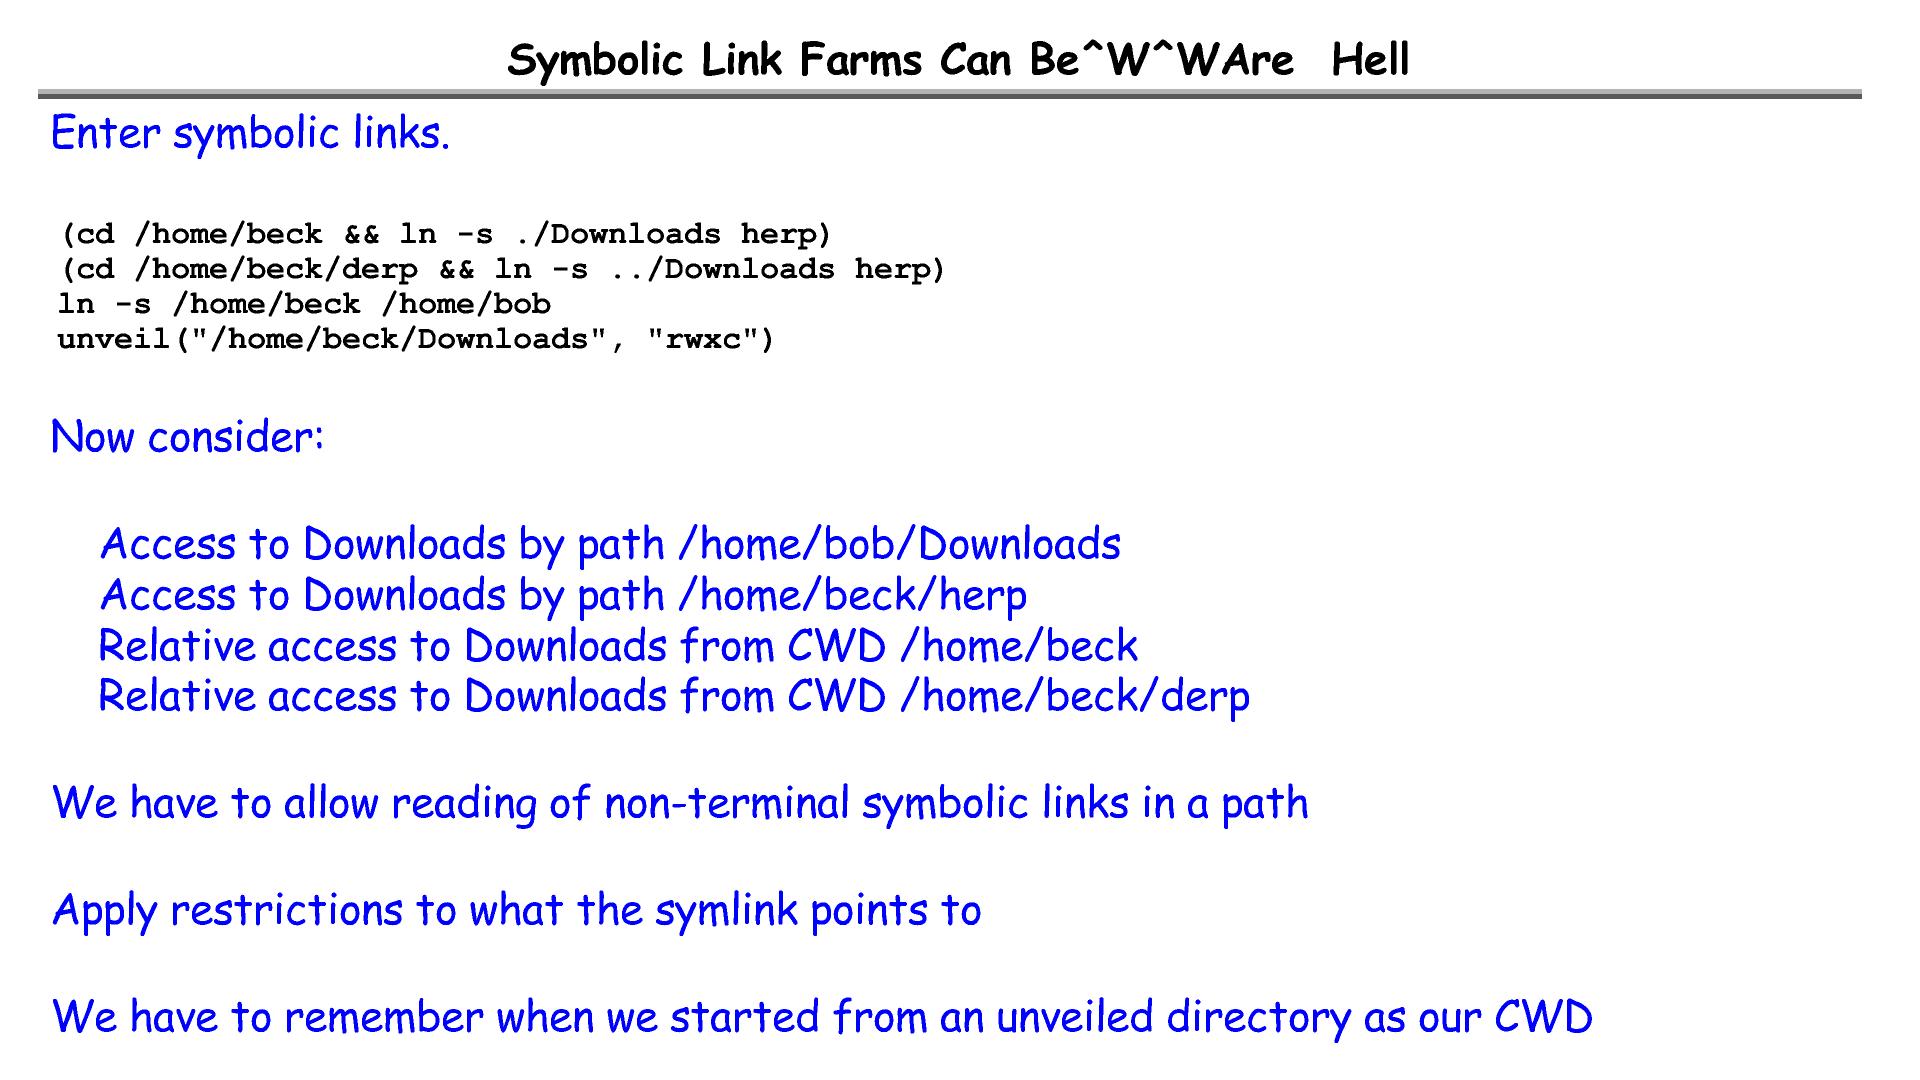 Symbolic Link Farms Can Be^W^WAre Hell
Enter symbolic links.
(cd /home/beck && ln -s ./Downloads herp)
(cd /home/beck/derp && ln -s ../Downloads herp)
ln -s /home/beck /home/bob
unveil("/home/beck/Downloads", "rwxc")
Now consider:
Access to Downloads by path /home/bob/Downloads
Access to Downloads by path /home/beck/herp
Relative access to Downloads from CWD /home/beck
Relative access to Downloads from CWD /home/beck/derp
We have to allow reading of non-terminal symbolic links in a path
Apply restrictions to what the symlink points to
We have to remember when we started from an unveiled directory as our CWD